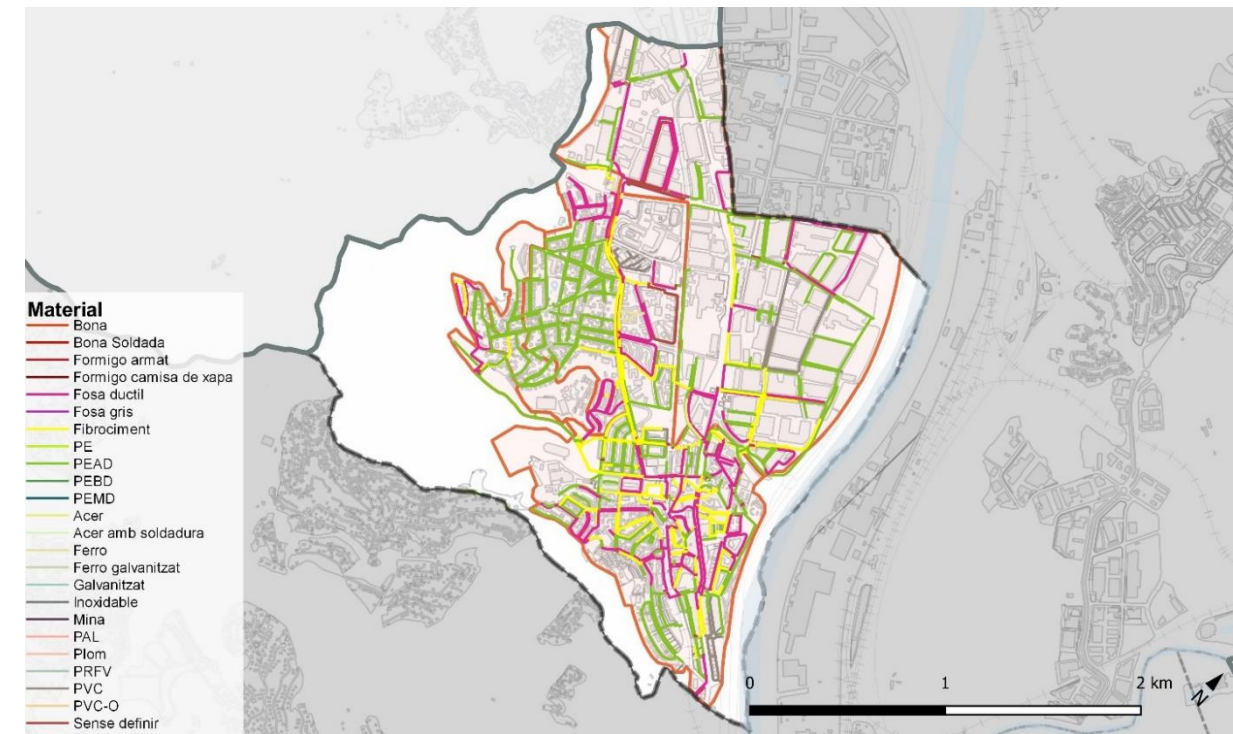 Material
Bona
Bona Soldada
Formigo armat
Formigo camisa de xapa
Fosa ductil
Fosa gris
Fibrociment
PE
PEAD
PEBD
PEMD
Acer
Acer amb soldadura
Ferro
Ferro galvanitzat
Galvanitzat
Inoxidable
Mina
PAL
Plom
PRFV
PVC
PVC-O
Sense definir
0 1 2 km
N